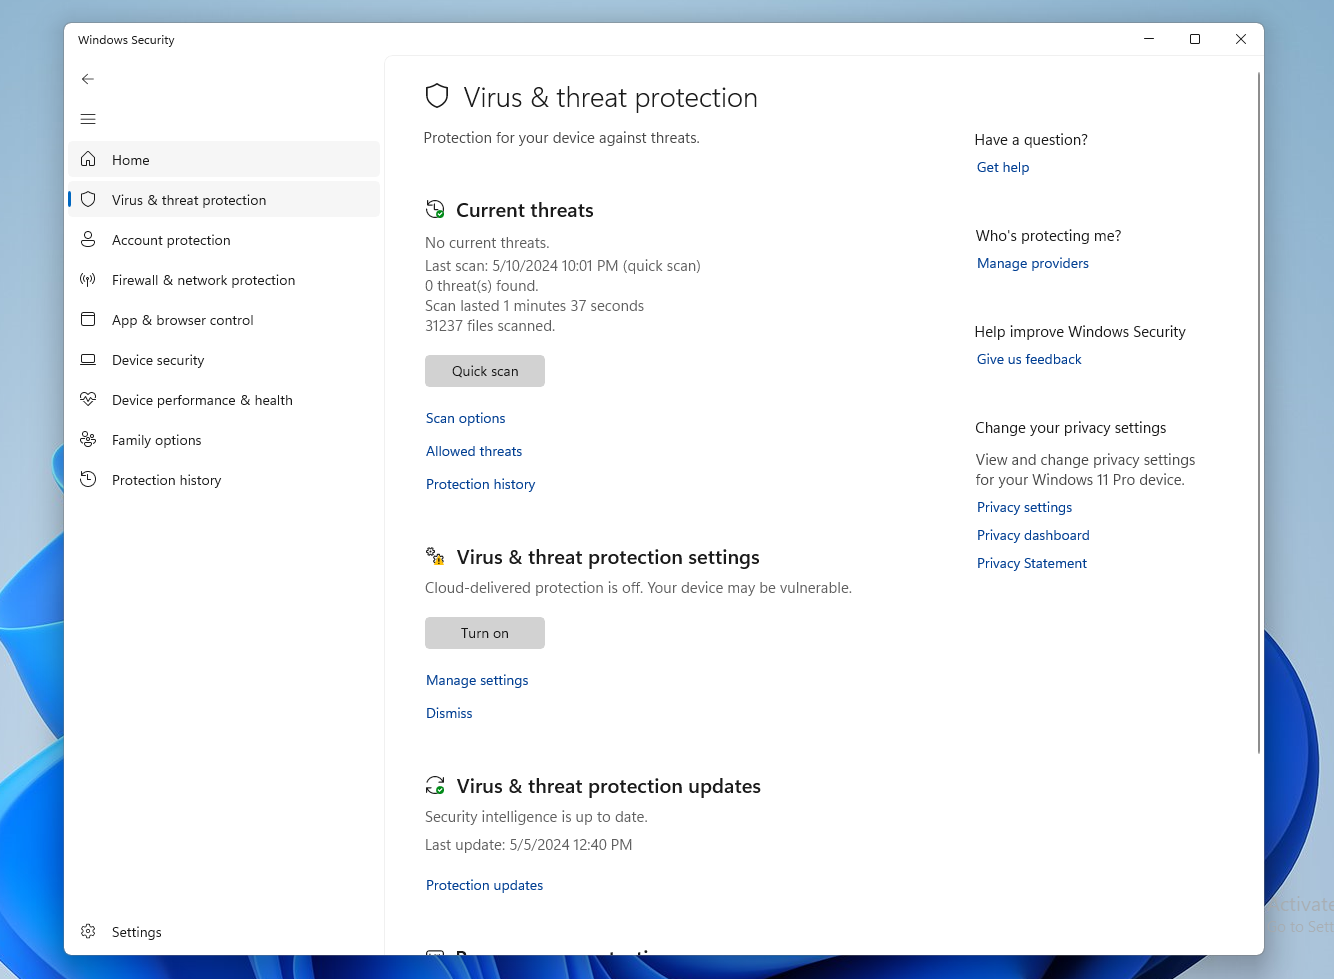 Windows Security
Home
Virus & threat protection
Account protection
Firewall & network protection
App & browser control
Device security
Device performance & health
Family options
Protection history
Settings
Virus & threat protection
Protection for your device against threats.
Current threats
No current threats.
Last scan: 5/10/2024 10:01 PM (quick scan)
0 threat(s) found.
Scan lasted 1 minutes 37 seconds
31237 files scanned.
Quick scan
Scan options
Allowed threats
Protection history
Virus & threat protection settings
Cloud-delivered protection is off. Your device may be vulnerable.
Turn on
Manage settings
Dismiss
Virus & threat protection updates
Security intelligence is up to date.
Last update: 5/5/2024 12:40 PM
Protection updates
Have a question?
Get help
Who's protecting me?
Manage providers
Help improve Windows Security
Give us feedback
Change your privacy settings
View and change privacy settings
for your Windows 11 Pro device.
Privacy settings
Privacy dashboard
Privacy Statement